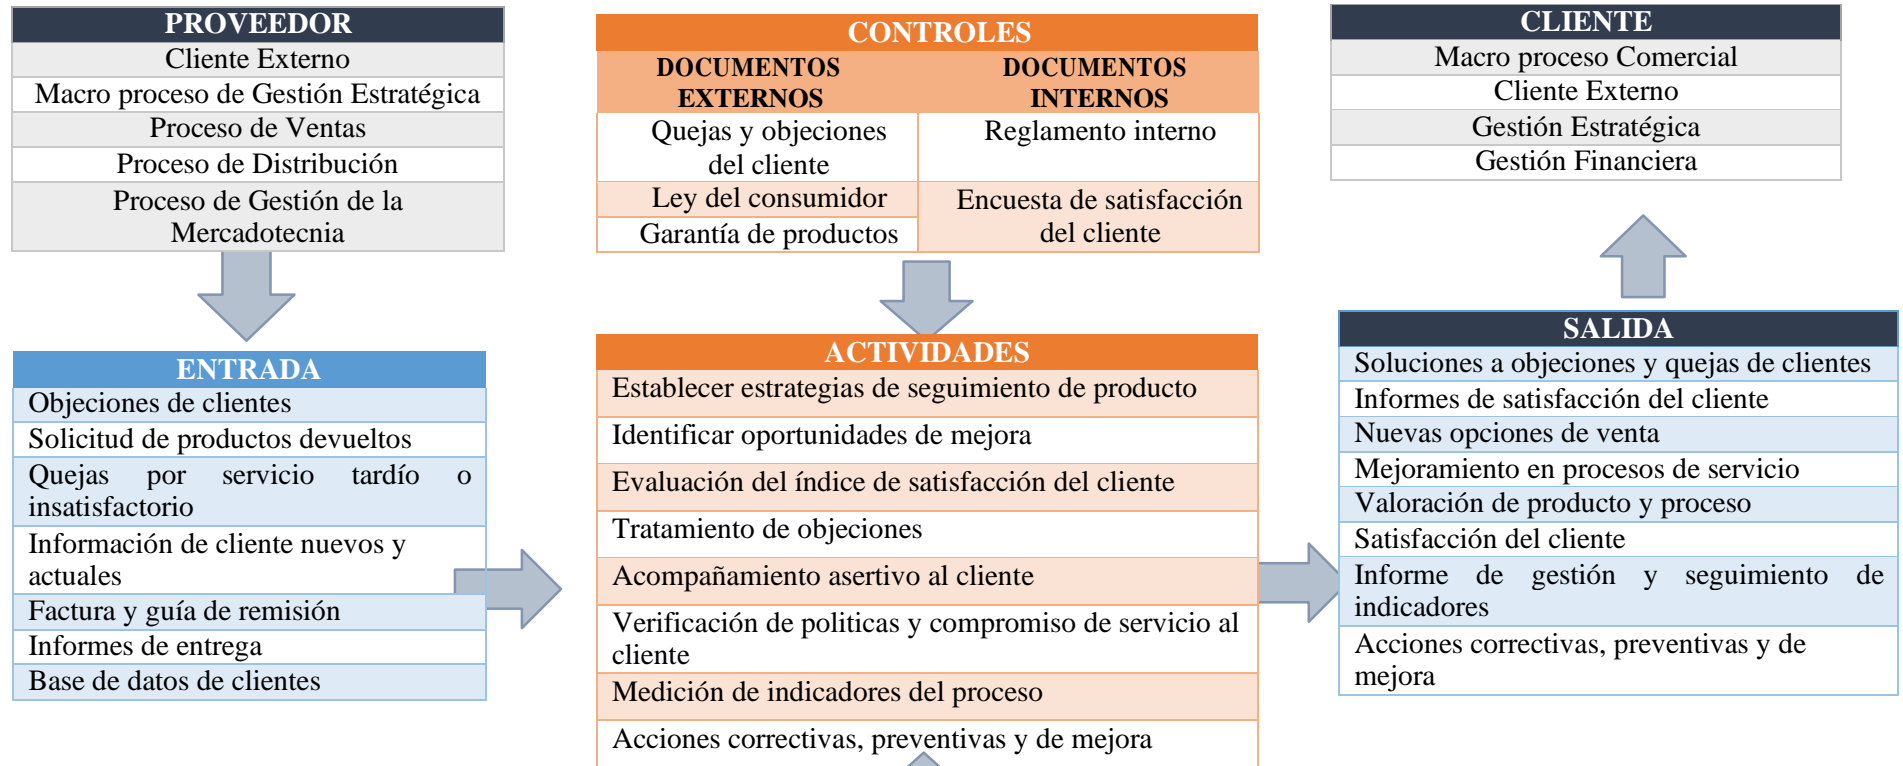 PROVEEDOR
Cliente Externo
Macro proceso de Gestión Estratégica
Proceso de Ventas
Proceso de Distribución
Proceso de Gestión de la
Mercadotecnia
CONTROLES
DOCUMENTOS
EXTERNOS
DOCUMENTOS
INTERNOS
Quejas y objeciones
del cliente
Reglamento interno
Ley del consumidor
Garantía de productos
Encuesta de satisfacción
del cliente
CLIENTE
Macro proceso Comercial
Cliente Externo
Gestión Estratégica
Gestión Financiera
ENTRADA
Objeciones de clientes
Solicitud de productos devueltos
Quejas por servicio tardío o
insatisfactorio
Información de cliente nuevos y
actuales
Factura y guía de remisión
Informes de entrega
Base de datos de clientes
ACTIVIDADES
Establecer estrategias de seguimiento de producto
Identificar oportunidades de mejora
Evaluación del índice de satisfacción del cliente
Tratamiento de objeciones
Acompañamiento asertivo al cliente
Verificación de politicas y compromiso de servicio al
cliente
Medición de indicadores del proceso
Acciones correctivas, preventivas y de mejora
SALIDA
Soluciones a objeciones y quejas de clientes
Informes de satisfacción del cliente
Nuevas opciones de venta
Mejoramiento en procesos de servicio
Valoración de producto y proceso
Satisfacción del cliente
Informe de gestión y seguimiento de
indicadores
Acciones correctivas, preventivas y de
mejora